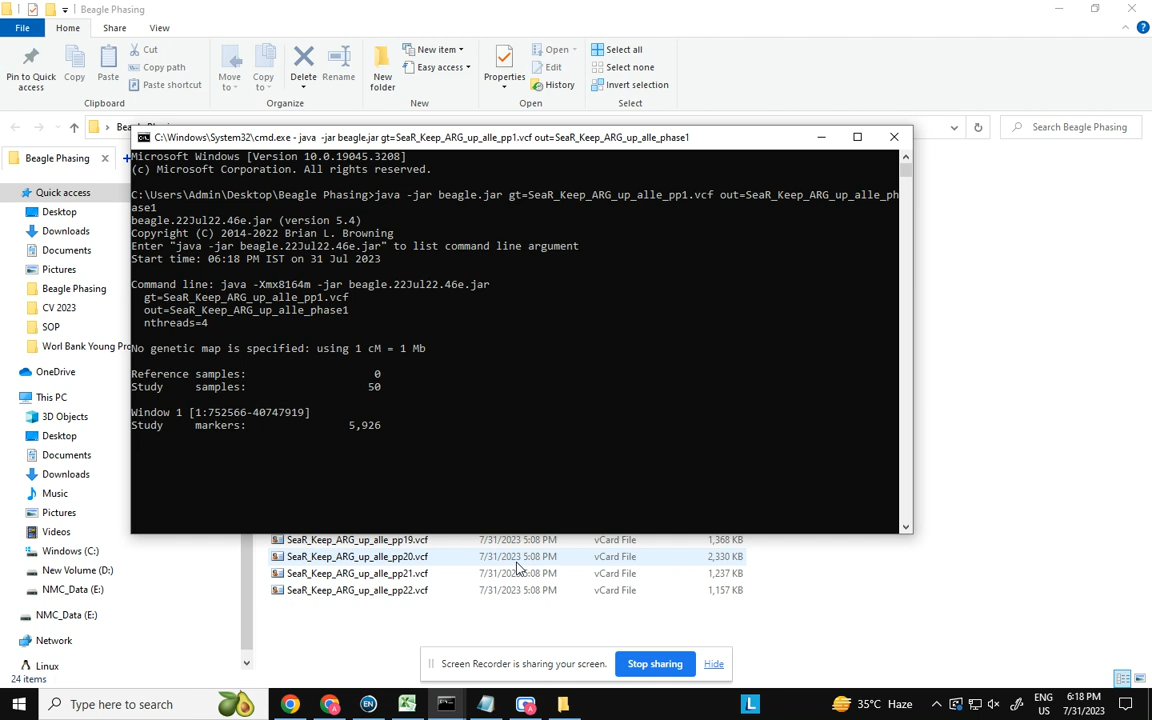 Beagle Phasing
File
Home
Share
View
Pin to Quick access
Copy
Paste
Cut
Copy path
Paste shortcut
Clipboard
Move to
Copy to
Delete
Rename
Organize
New folder
New item
Easy access
New
Properties
Open
Edit
History
Open
Select all
Select none
Invert selection
Select
Search Beagle Phasing
Beagle Phasing
C:\Windows\System32\cmd.exe - java -jar beagle.jar gt=SeaR_Keep_ARG_up_alle_pp1.vcf out=SeaR_Keep_ARG_up_alle_phase1
Microsoft Windows [Version 10.0.19045.3208]
(c) Microsoft Corporation. All rights reserved.
C:\Users\Admin\Desktop\Beagle Phasing>java -jar beagle.jar gt=SeaR_Keep_ARG_up_alle_pp1.vcf out=SeaR_Keep_ARG_up_alle_ph
ase1
beagle.22Jul22.46e.jar (version 5.4)
Copyright (C) 2014-2022 Brian L. Browning
Enter "java -jar beagle.22Jul22.46e.jar" to list command line argument
Start time: 06:18 PM IST on 31 Jul 2023
Command line: java -Xmx8164m -jar beagle.22Jul22.46e.jar
gt=SeaR_Keep_ARG_up_alle_pp1.vcf
out=SeaR_Keep_ARG_up_alle_phase1
nthreads=4
No genetic map is specified: using 1 cM = 1 Mb
Reference samples: 0
Study samples: 50
Window 1 [1:752566-40747919]
Study markers: 5,926
Quick access
Desktop
Downloads
Documents
Pictures
Beagle Phasing
CV 2023
SOP
Worl Bank Young Pr
OneDrive
This PC
3D Objects
Desktop
Documents
Downloads
Music
Pictures
Videos
Windows (C:)
New Volume (D:)
NMC_Data (E:)
NMC_Data (E:)
Network
Linux
SeaR_Keep_ARG_up_alle_pp19.vcf 7/31/2023 5:08 PM vCard File 1,368 KB
SeaR_Keep_ARG_up_alle_pp20.vcf 7/31/2023 5:08 PM vCard File 2,330 KB
SeaR_Keep_ARG_up_alle_pp21.vcf 7/31/2023 5:08 PM vCard File 1,237 KB
SeaR_Keep_ARG_up_alle_pp22.vcf 7/31/2023 5:08 PM vCard File 1,157 KB
Screen Recorder is sharing your screen.
Stop sharing
Hide
24 items
Type here to search
EN
L
35°C Haze
ENG
US
6:18 PM
7/31/2023